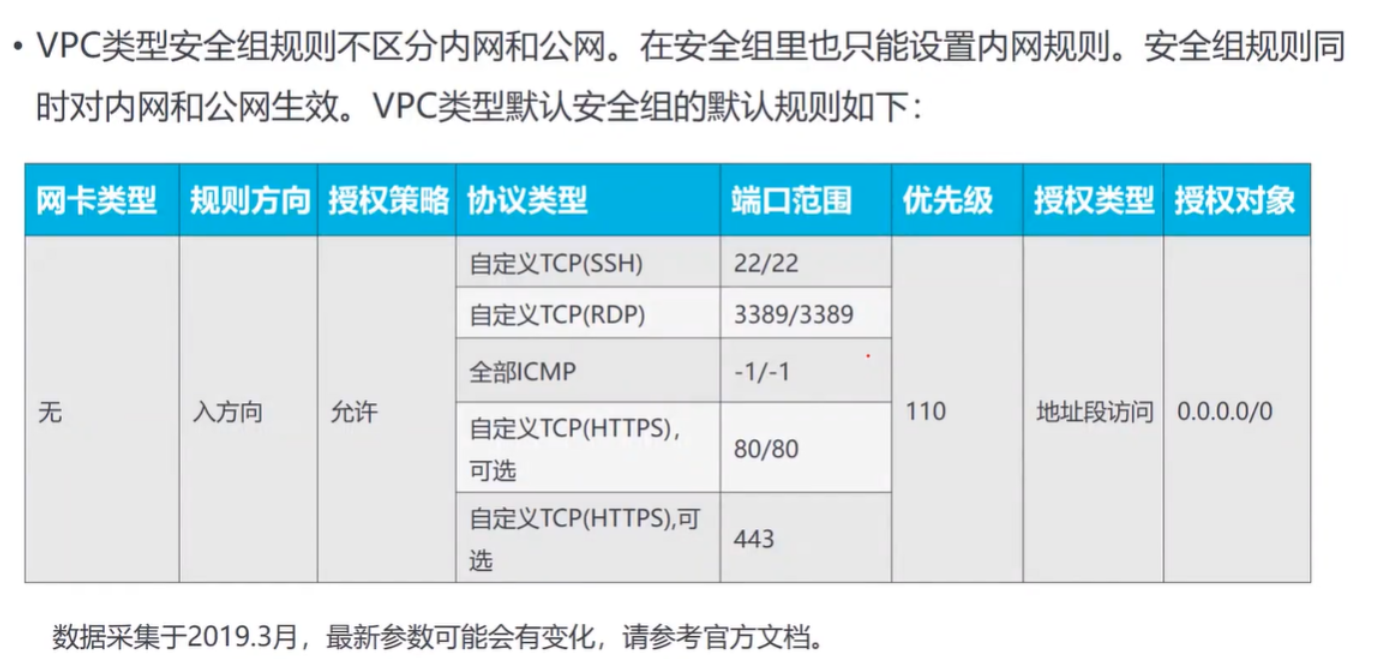 • VPC类型安全组规则不区分内网和公网。在安全组里也只能设置内网规则。安全组规则同
时对内网和公网生效。VPC类型默认安全组的默认规则如下：
网卡类型 规则方向 授权策略 协议类型 端口范围 优先级 授权类型 授权对象
自定义TCP(SSH) 22/22
自定义TCP(RDP) 3389/3389
全部ICMP -1/-1
无 入方向 允许 110 地址段访问 0.0.0.0/0
自定义TCP(HTTPS)，
可选
80/80
自定义TCP(HTTPS),可
选
443
数据采集于2019.3月，最新参数可能会有变化，请参考官方文档。